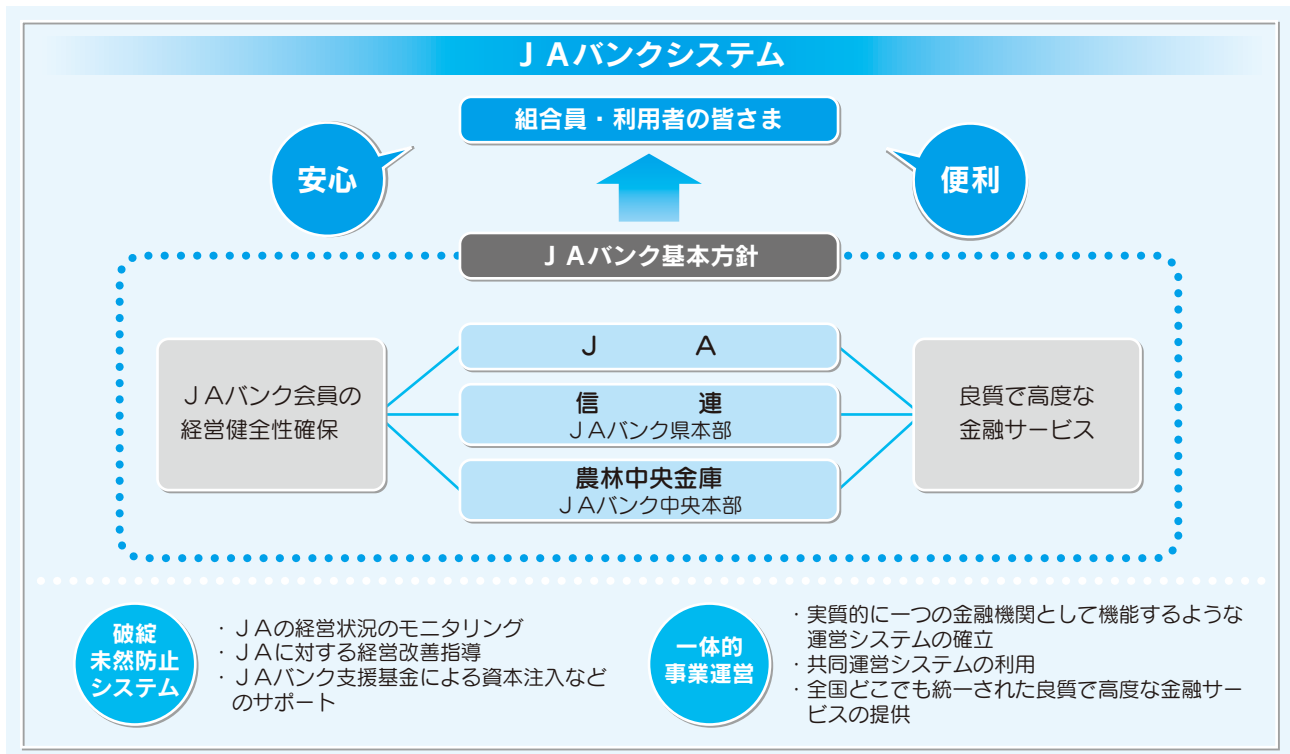 ＪＡバンクシステム
組合員・利用者の皆さま
安心
便利
ＪＡバンク基本方針
ＪＡバンク会員の
経営健全性確保
Ｊ　Ａ
信　連
ＪＡバンク県本部
農林中央金庫
ＪＡバンク中央本部
良質で高度な
金融サービス
破綻
未然防止
システム
・ＪＡの経営状況のモニタリング
・ＪＡに対する経営改善指導
・ＪＡバンク支援基金による資本注入など
のサポート
一体的
事業運営
・実質的に一つの金融機関として機能するような
運営システムの確立
・共同運営システムの利用
・全国どこでも統一された良質で高度な金融サー
ビスの提供